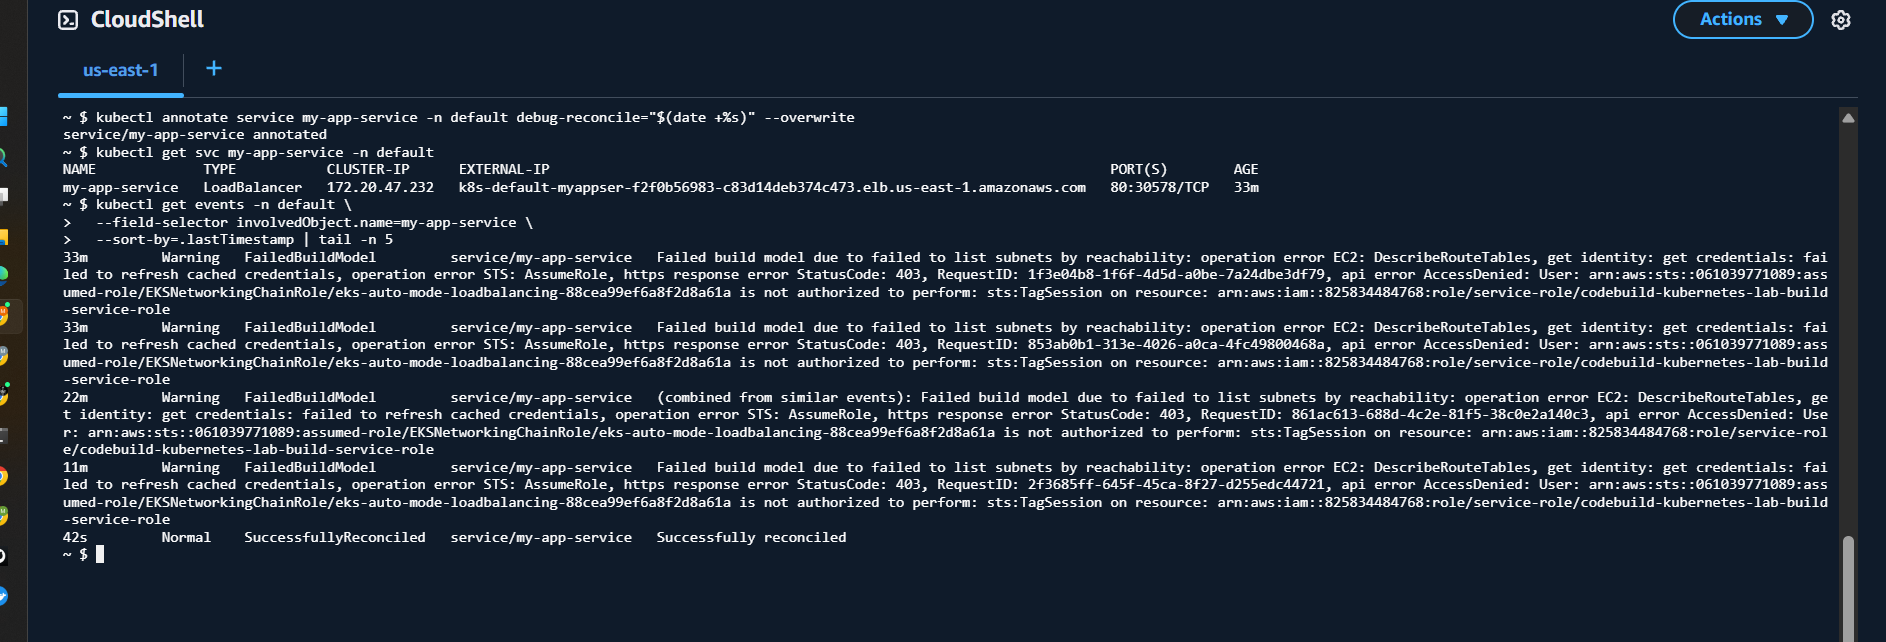 CloudShell
Actions
us-east-1
+
~ $ kubectl annotate service my-app-service -n default debug-reconcile="$(date +%s)" --overwrite
service/my-app-service annotated
~ $ kubectl get svc my-app-service -n default
NAME TYPE CLUSTER-IP EXTERNAL-IP PORT(S) AGE
my-app-service LoadBalancer 172.20.47.232 k8s-default-myappser-f2f0b56983-c83d14deb374c473.elb.us-east-1.amazonaws.com 80:30578/TCP 33m
~ $ kubectl get events -n default \
> --field-selector involvedObject.name=my-app-service \
> --sort-by=.lastTimestamp | tail -n 5
33m Warning FailedBuildModel service/my-app-service Failed build model due to failed to list subnets by reachability: operation error EC2: DescribeRouteTables, get identity: get credentials: fai
led to refresh cached credentials, operation error STS: AssumeRole, https response error StatusCode: 403, RequestID: 1f3e04b8-1f6f-4d5d-a0be-7a24dbe3df79, api error AccessDenied: User: arn:aws:sts::061039771089:ass
umed-role/EKSNetworkingChainRole/eks-auto-mode-loadbalancing-88cea99ef6a8f2d8a61a is not authorized to perform: sts:TagSession on resource: arn:aws:iam::825834484768:role/service-role/codebuild-kubernetes-lab-build
-service-role
33m Warning FailedBuildModel service/my-app-service Failed build model due to failed to list subnets by reachability: operation error EC2: DescribeRouteTables, get identity: get credentials: fai
led to refresh cached credentials, operation error STS: AssumeRole, https response error StatusCode: 403, RequestID: 853ab0b1-313e-4026-a0ca-4fc49800468a, api error AccessDenied: User: arn:aws:sts::061039771089:ass
umed-role/EKSNetworkingChainRole/eks-auto-mode-loadbalancing-88cea99ef6a8f2d8a61a is not authorized to perform: sts:TagSession on resource: arn:aws:iam::825834484768:role/service-role/codebuild-kubernetes-lab-build
-service-role
22m Warning FailedBuildModel service/my-app-service (combined from similar events): Failed build model due to failed to list subnets by reachability: operation error EC2: DescribeRouteTables, ge
t identity: get credentials: failed to refresh cached credentials, operation error STS: AssumeRole, https response error StatusCode: 403, RequestID: 861ac613-688d-4c2e-81f5-38c0e2a140c3, api error AccessDenied: Use
r: arn:aws:sts::061039771089:assumed-role/EKSNetworkingChainRole/eks-auto-mode-loadbalancing-88cea99ef6a8f2d8a61a is not authorized to perform: sts:TagSession on resource: arn:aws:iam::825834484768:role/service-rol
e/codebuild-kubernetes-lab-build-service-role
11m Warning FailedBuildModel service/my-app-service Failed build model due to failed to list subnets by reachability: operation error EC2: DescribeRouteTables, get identity: get credentials: fai
led to refresh cached credentials, operation error STS: AssumeRole, https response error StatusCode: 403, RequestID: 2f3685ff-645f-45ca-8f27-d255edc44721, api error AccessDenied: User: arn:aws:sts::061039771089:ass
umed-role/EKSNetworkingChainRole/eks-auto-mode-loadbalancing-88cea99ef6a8f2d8a61a is not authorized to perform: sts:TagSession on resource: arn:aws:iam::825834484768:role/service-role/codebuild-kubernetes-lab-build
-service-role
42s Normal SuccessfullyReconciled service/my-app-service Successfully reconciled
~ $